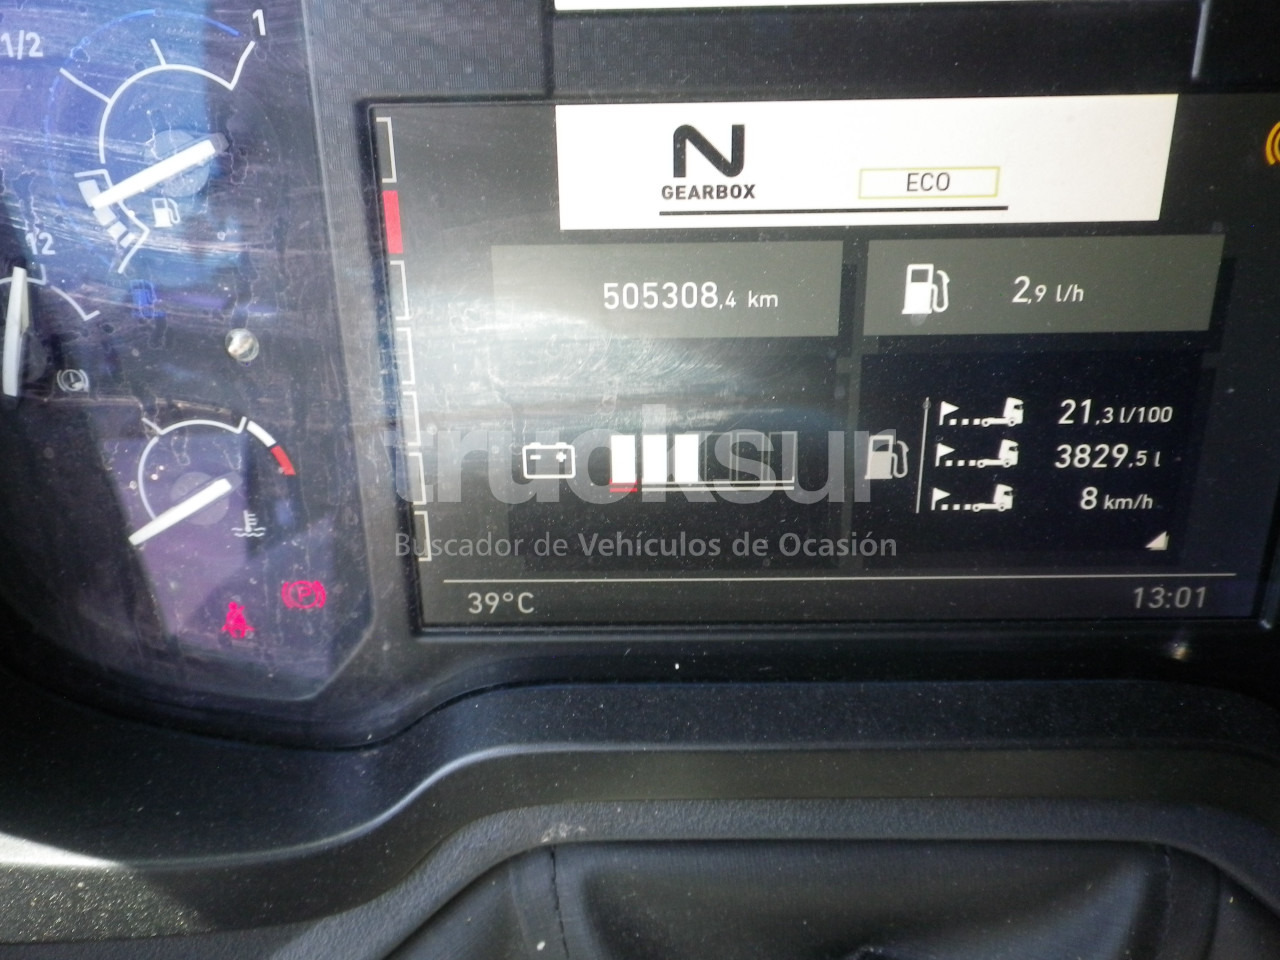 1/2
1
N
GEARBOX
ECO
12
505308,4 km
2,9 l/h
21,3 l/100
3829,5 l
8 km/h
trucksur
Buscador de Vehículos de Ocasión
P
39°C
13:01